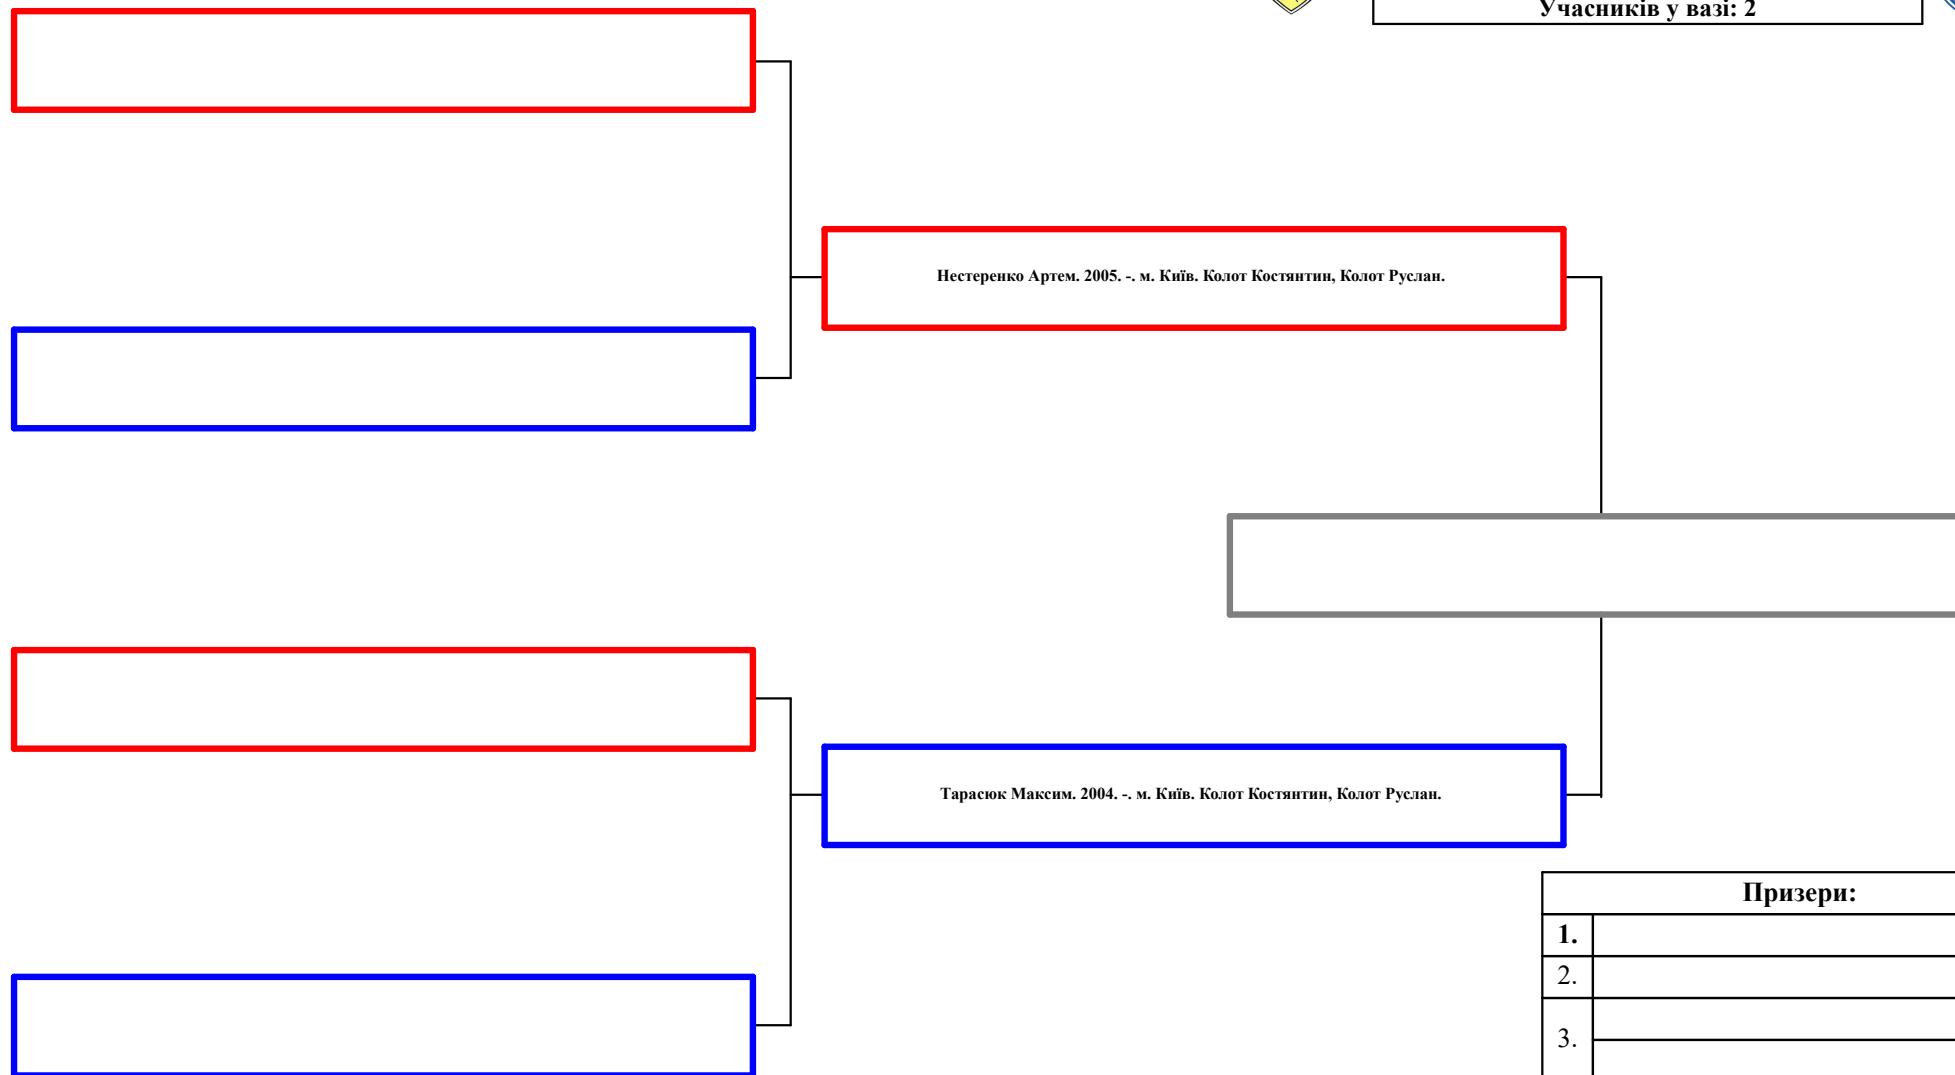 Учасників у вазі: 2
Нестеренко Артем. 2005. -. м. Київ. Колот Костянтин, Колот Руслан.
Тарасюк Максим. 2004. -. м. Київ. Колот Костянтин, Колот Руслан.
Призери:
1.
2.
3.